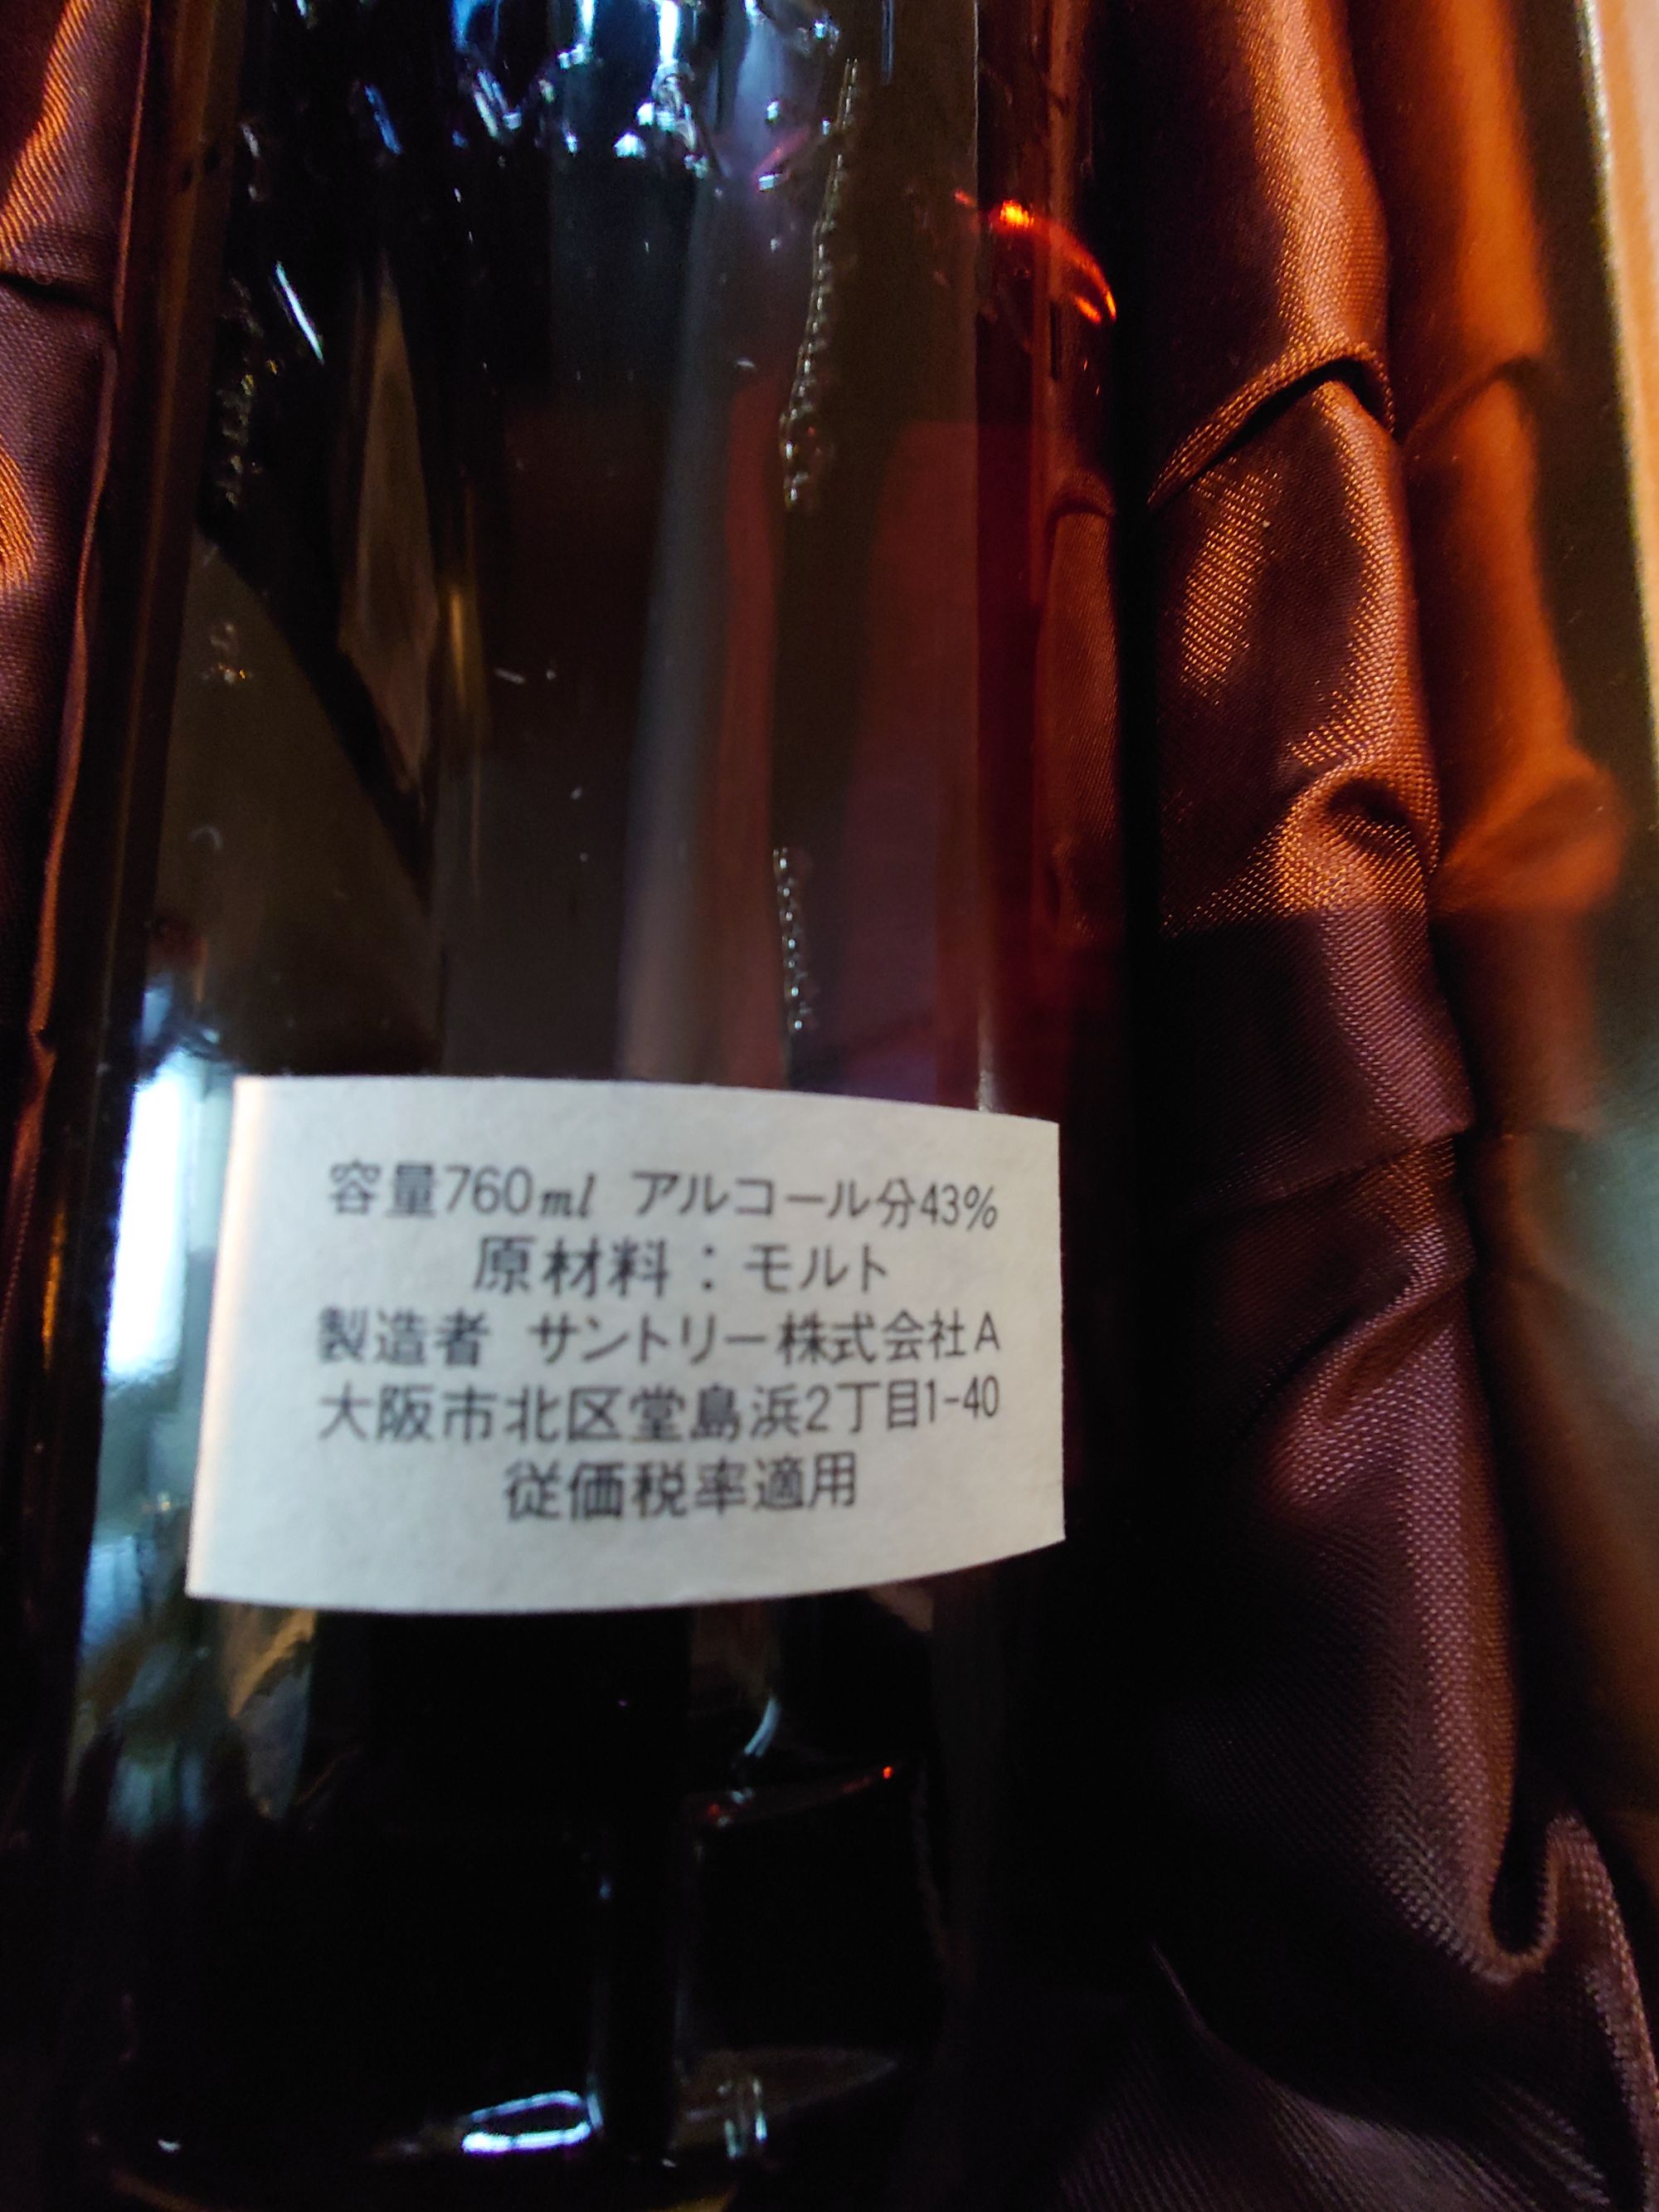 容量760ml アルコール分43%
原材料：モルト
製造者 サントリー株式会社A
大阪市北区堂島浜2丁目1-40
従価税率適用